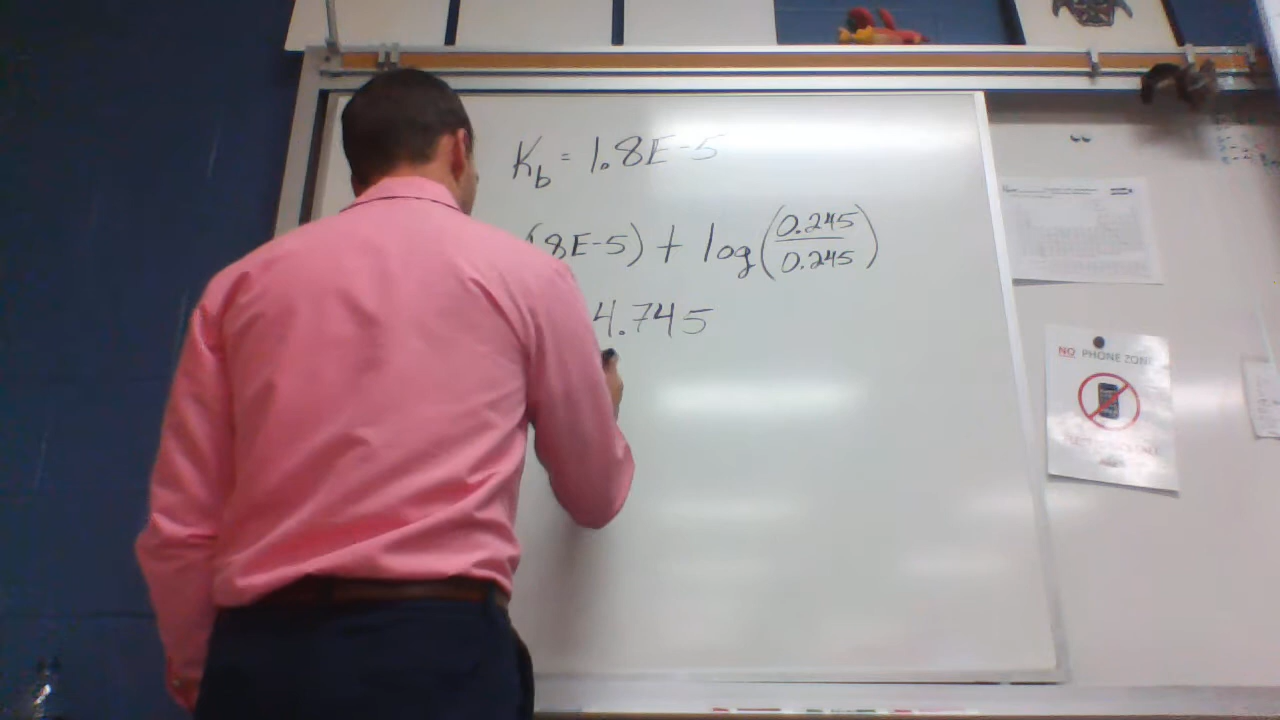 Kb = 1.8E-5
8E-5) + log(0.245/0.245)
4.745
NO PHONE ZONE